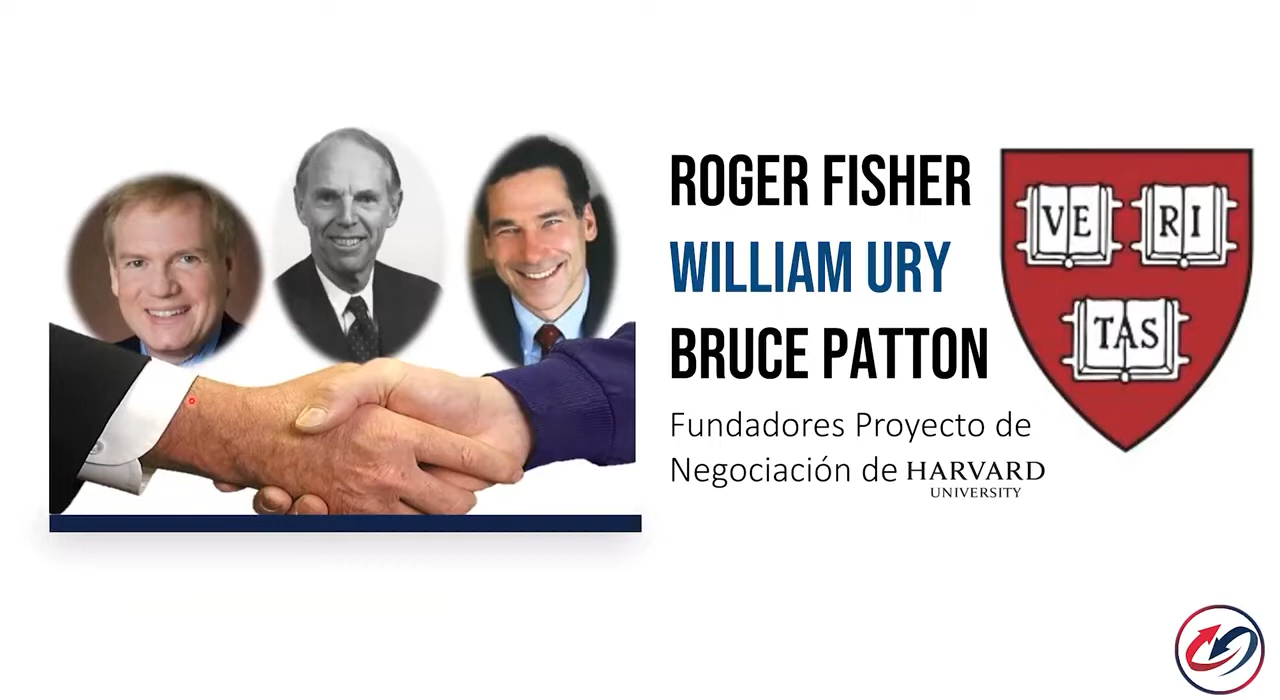 ROGER FISHER
WILLIAM URY
BRUCE PATTON
Fundadores Proyecto de
Negociación de HARVARD
UNIVERSITY
VE RI
TAS